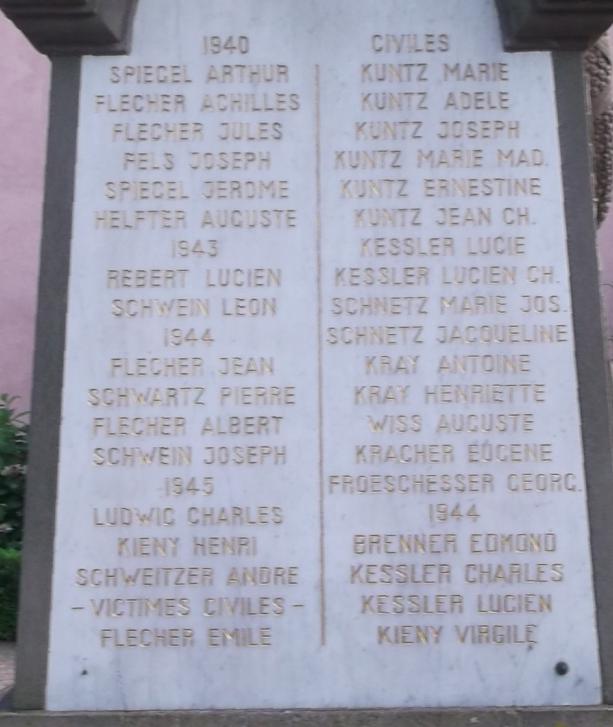 1940
SPIEGEL ARTHUR
FLECHER ACHILLES
FLECHER JULES
PELS JOSEPH
SPIEGEL JEROME
HELFTER AUGUSTE
1943
REBERT LUCIEN
SCHWEIN LEON
1944
FLECHER JEAN
SCHWARTZ PIERRE
FLECHER ALBERT
SCHWEIN JOSEPH
1945
LUDWIG CHARLES
KIENY HENRI
SCHWEITZER ANDRE
- VICTIMES CIVILES -
FLECHER EMILE
CIVILES
KUNTZ MARIE
KUNTZ ADELE
KUNTZ JOSEPH
KUNTZ MARIE MAD.
KUNTZ ERNESTINE
KUNTZ JEAN CH.
KESSLER LUCIE
KESSLER LUCIEN CH.
SCHNETZ MARIE JOS.
SCHNETZ JACQUELINE
KRAY ANTOINE
KRAY HENRIETTE
WISS AUGUSTE
KRACHER EUGENE
FROESCHESSER GEORG.
1944
BRENNER EDMOND
KESSLER CHARLES
KESSLER LUCIEN
KIENY VIRGILE